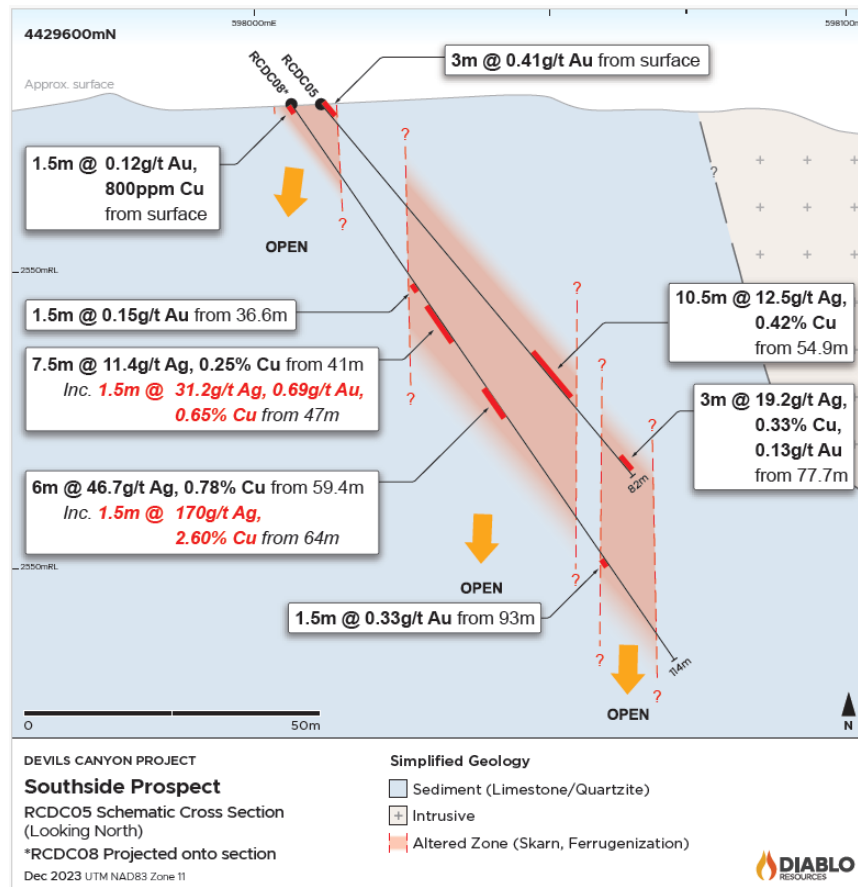 598000mE
598100m
4429600mN
RCDC08*
RCDC05
3m @ 0.41g/t Au from surface
Approx. surface
?
?
1.5m @ 0.12g/t Au,
800ppm Cu
from surface
?
?
OPEN
2550mRL
?
10.5m @ 12.5g/t Ag,
0.42% Cu
from 54.9m
1.5m @ 0.15g/t Au from 36.6m
7.5m @ 11.4g/t Ag, 0.25% Cu from 41m
Inc. 1.5m @ 31.2g/t Ag, 0.69g/t Au,
0.65% Cu from 47m
?
?
?
3m @ 19.2g/t Ag,
0.33% Cu,
0.13g/t Au
from 77.7m
82m
6m @ 46.7g/t Ag, 0.78% Cu from 59.4m
Inc. 1.5m @ 170g/t Ag,
2.60% Cu from 64m
2550mRL
?
OPEN
1.5m @ 0.33g/t Au from 93m
?
114m
?
OPEN
0
50m
N
DEVILS CANYON PROJECT
Southside Prospect
RCDC05 Schematic Cross Section
(Looking North)
*RCDC08 Projected onto section
Dec 2023 UTM NAD83 Zone 11
Simplified Geology
Sediment (Limestone/Quartzite)
+ Intrusive
Altered Zone (Skarn, Ferrugenization)
DIABLO
RESOURCES